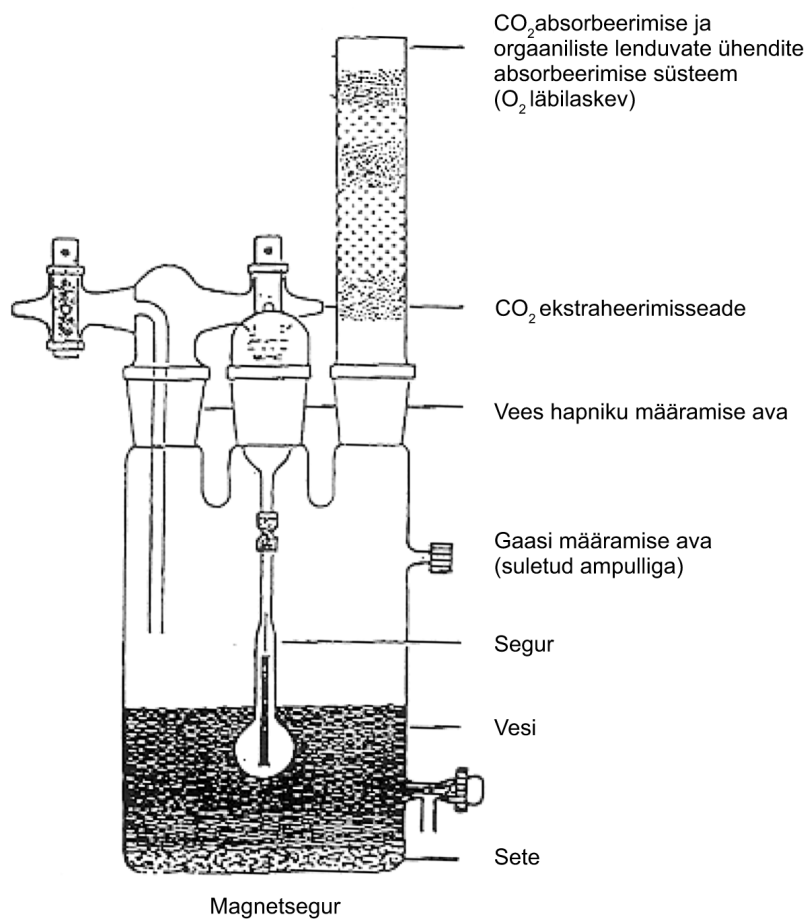 CO2absorbeerimise ja
orgaaniliste lenduvate ühendite
absorbeerimise süsteem
(O2 läbilaskev)
CO2 ekstraheerimisseade
Vees hapniku määramise ava
Gaasi määramise ava
(suletud ampulliga)
Segur
Vesi
Sete
Magnetsegur